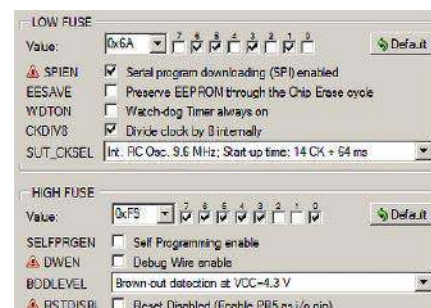 LOW FUSE
Value: 0x6A 7 6 5 4 3 2 1 0 Default
SPIEN Serial program downloading (SPI) enabled
EESAVE Preserve EEPROM through the Chip Erase cycle
WDTON Watch-dog Timer always on
CKDIV8 Divide clock by 8 internally
SUT_CKSEL Int. RC Osc. 9.6 MHz; Start-up time: 14 CK + 64 ms
HIGH FUSE
Value: 0xF9 7 6 5 4 3 2 1 0 Default
SELFPRGEN Self Programming enable
DWEN Debug Wire enable
BODLEVEL Brown-out detection at VCC=4.3 V
RSTDISBL Reset Disabled (Enable PB5 as i/o pin)